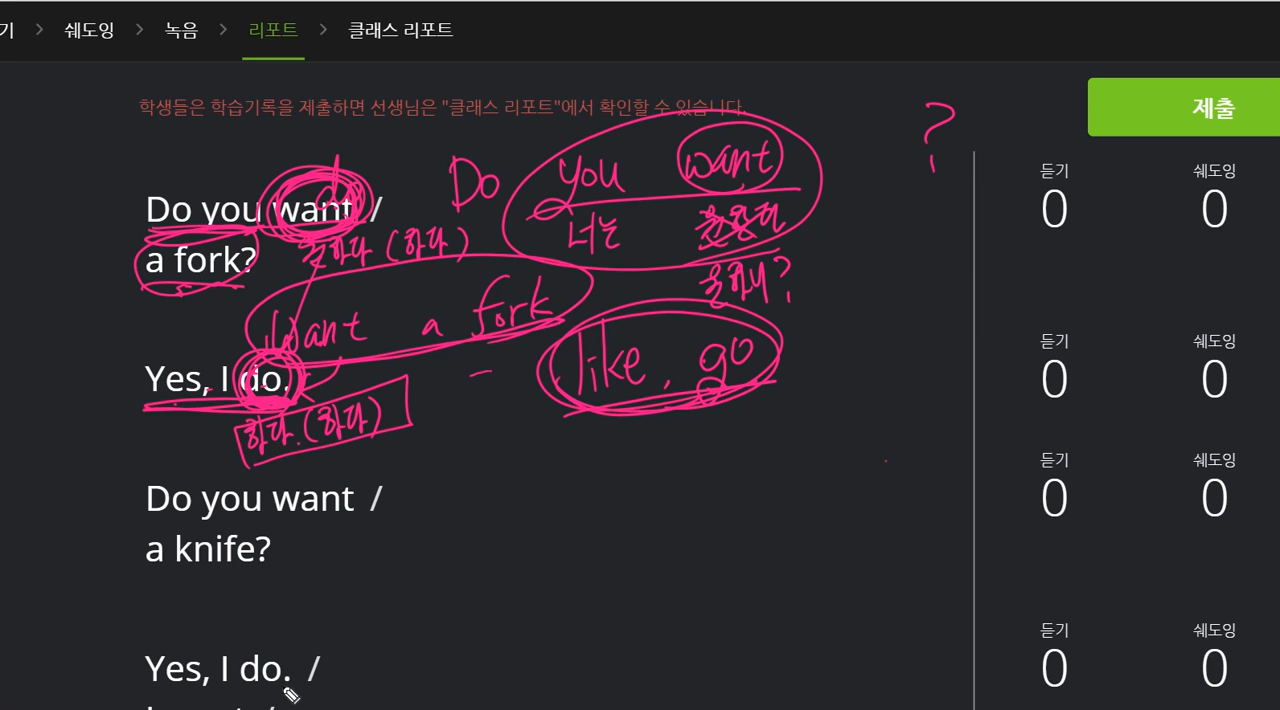 기 > 쉐도잉 > 녹음 > 리포트 > 클래스 리포트
학생들은 학습기록을 제출하면 선생님은 "클래스 리포트"에서 확인할 수 있습니다.
제출
?
Do you want
듣기 쉐도잉
Do you want /
0 0
너는
a fork?
(하다)
want a fork
like, go
듣기 쉐도잉
Yes, I do.
0 0
하다.(하다)
듣기 쉐도잉
Do you want /
0 0
a knife?
듣기 쉐도잉
Yes, I do. /
0 0